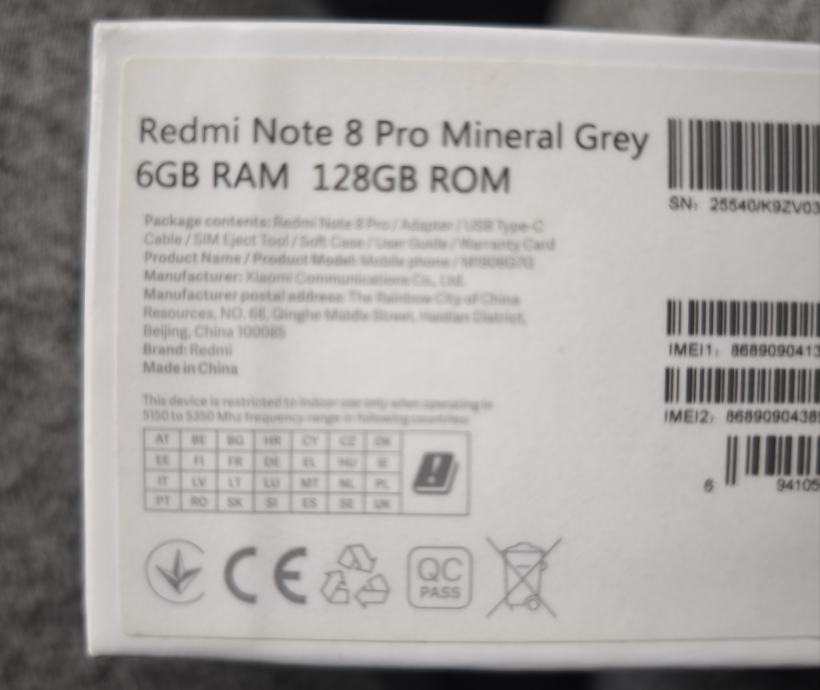 Redmi Note 8 Pro Mineral Grey
6GB RAM 128GB ROM
Package contents: Redmi Note 8 Pro / Adapter / USB Type-C
Cable / SIM Eject Tool / Soft Case / User Guide / Warranty Card
Product Name / Product Model: Mobile phone / M1906G7G
Manufacturer: Xiaomi Communications Co., Ltd.
Manufacturer postal address: The Rainbow City of China
Resources, NO. 68, Qinghe Middle Street, Haidian District,
Beijing, China 100085
Brand: Redmi
Made in China
This device is restricted to indoor use only when operating in
5150 to 5350 Mhz frequency range in following countries:
AT BE BG HR CY CZ DK
EE FI FR DE EL HU IE
IT LV LT LU MT NL PL
PT RO SK SI ES SE UK
CE
QC
PASS
SN: 25540/K9ZV03
IMEI1: 8689090413
IMEI2: 868909043
6 94105